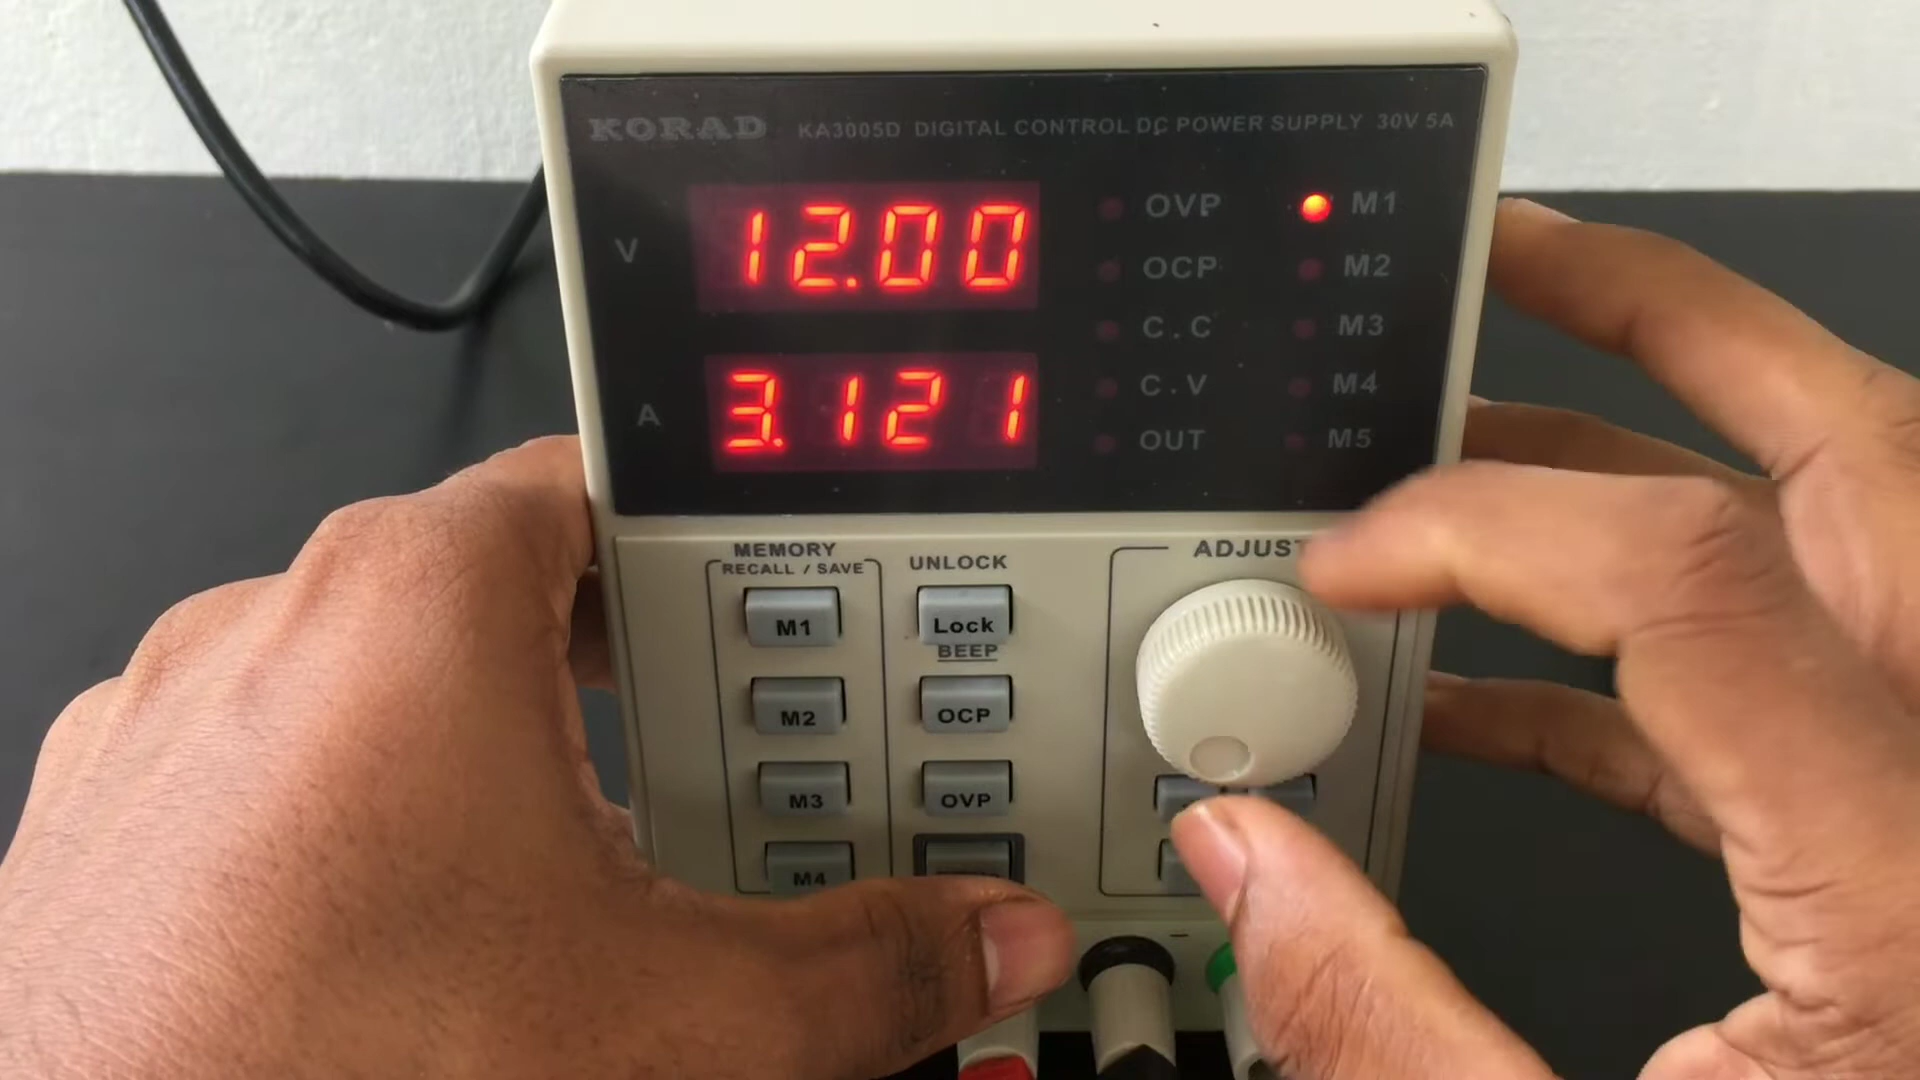 KORAD KA3005D DIGITAL CONTROL DC POWER SUPPLY 30V 5A
V 12.00
A 3.121
OVP M1
OCP M2
C.C M3
C.V M4
OUT M5
MEMORY
RECALL / SAVE
UNLOCK
ADJUST
M1 Lock
BEEP
M2 OCP
M3 OVP
M4
-